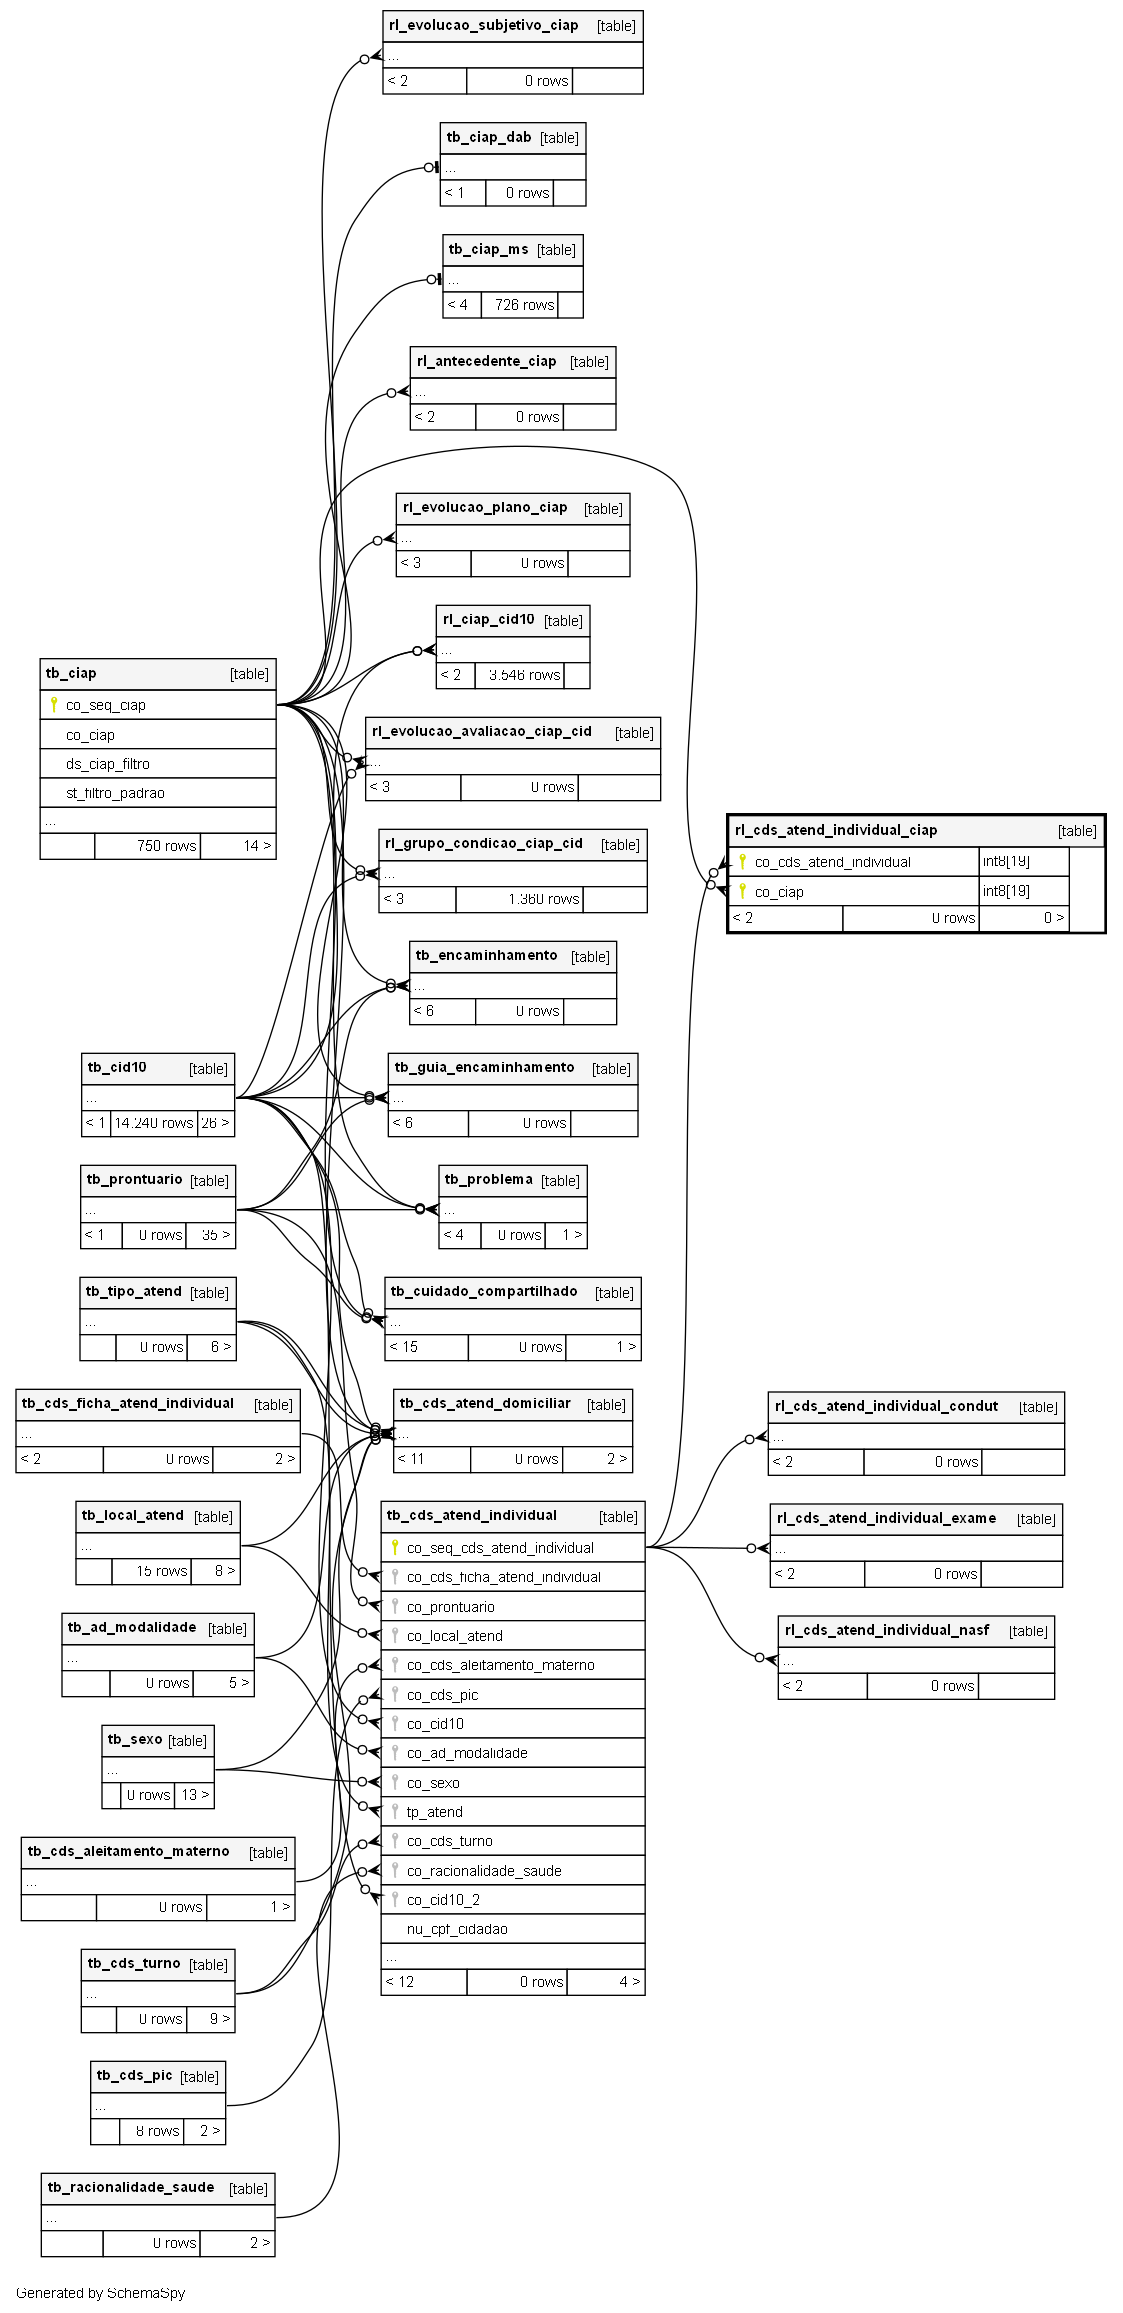 rl_evolucao_subjetivo_ciap [table]
...
< 2 0 rows
tb_ciap_dab [table]
...
< 1 0 rows
tb_ciap_ms [table]
...
< 4 726 rows
rl_antecedente_ciap [table]
...
< 2 0 rows
rl_evolucao_plano_ciap [table]
...
< 3 0 rows
rl_ciap_cid10 [table]
...
< 2 3.546 rows
tb_ciap [table]
co_seq_ciap
co_ciap
ds_ciap_filtro
st_filtro_padrao
...
750 rows 14 >
rl_evolucao_avaliacao_ciap_cid [table]
...
< 3 0 rows
rl_grupo_condicao_ciap_cid [table]
...
< 3 1.360 rows
rl_cds_atend_individual_ciap [table]
co_cds_atend_individual int8[19]
co_ciap int8[19]
< 2 0 rows 0 >
tb_encaminhamento [table]
...
< 6 0 rows
tb_cid10 [table]
...
< 1 14.240 rows 26 >
tb_guia_encaminhamento [table]
...
< 6 0 rows
tb_prontuario [table]
...
< 1 0 rows 35 >
tb_problema [table]
...
< 4 0 rows 1 >
tb_tipo_atend [table]
...
0 rows 6 >
tb_cuidado_compartilhado [table]
...
< 15 0 rows 1 >
tb_cds_ficha_atend_individual [table]
...
< 2 0 rows 2 >
tb_cds_atend_domiciliar [table]
...
< 11 0 rows 2 >
rl_cds_atend_individual_condut [table]
...
< 2 0 rows
tb_local_atend [table]
...
15 rows 8 >
tb_cds_atend_individual [table]
co_seq_cds_atend_individual
co_cds_ficha_atend_individual
co_prontuario
co_local_atend
co_cds_aleitamento_materno
co_cds_pic
co_cid10
co_ad_modalidade
co_sexo
tp_atend
co_cds_turno
co_racionalidade_saude
co_cid10_2
nu_cpf_cidadao
...
< 12 0 rows 4 >
rl_cds_atend_individual_exame [table]
...
< 2 0 rows
rl_cds_atend_individual_nasf [table]
...
< 2 0 rows
tb_ad_modalidade [table]
...
0 rows 5 >
tb_sexo [table]
...
0 rows 13 >
tb_cds_aleitamento_materno [table]
...
0 rows 1 >
tb_cds_turno [table]
...
0 rows 9 >
tb_cds_pic [table]
...
8 rows 2 >
tb_racionalidade_saude [table]
...
0 rows 2 >
Generated by SchemaSpy